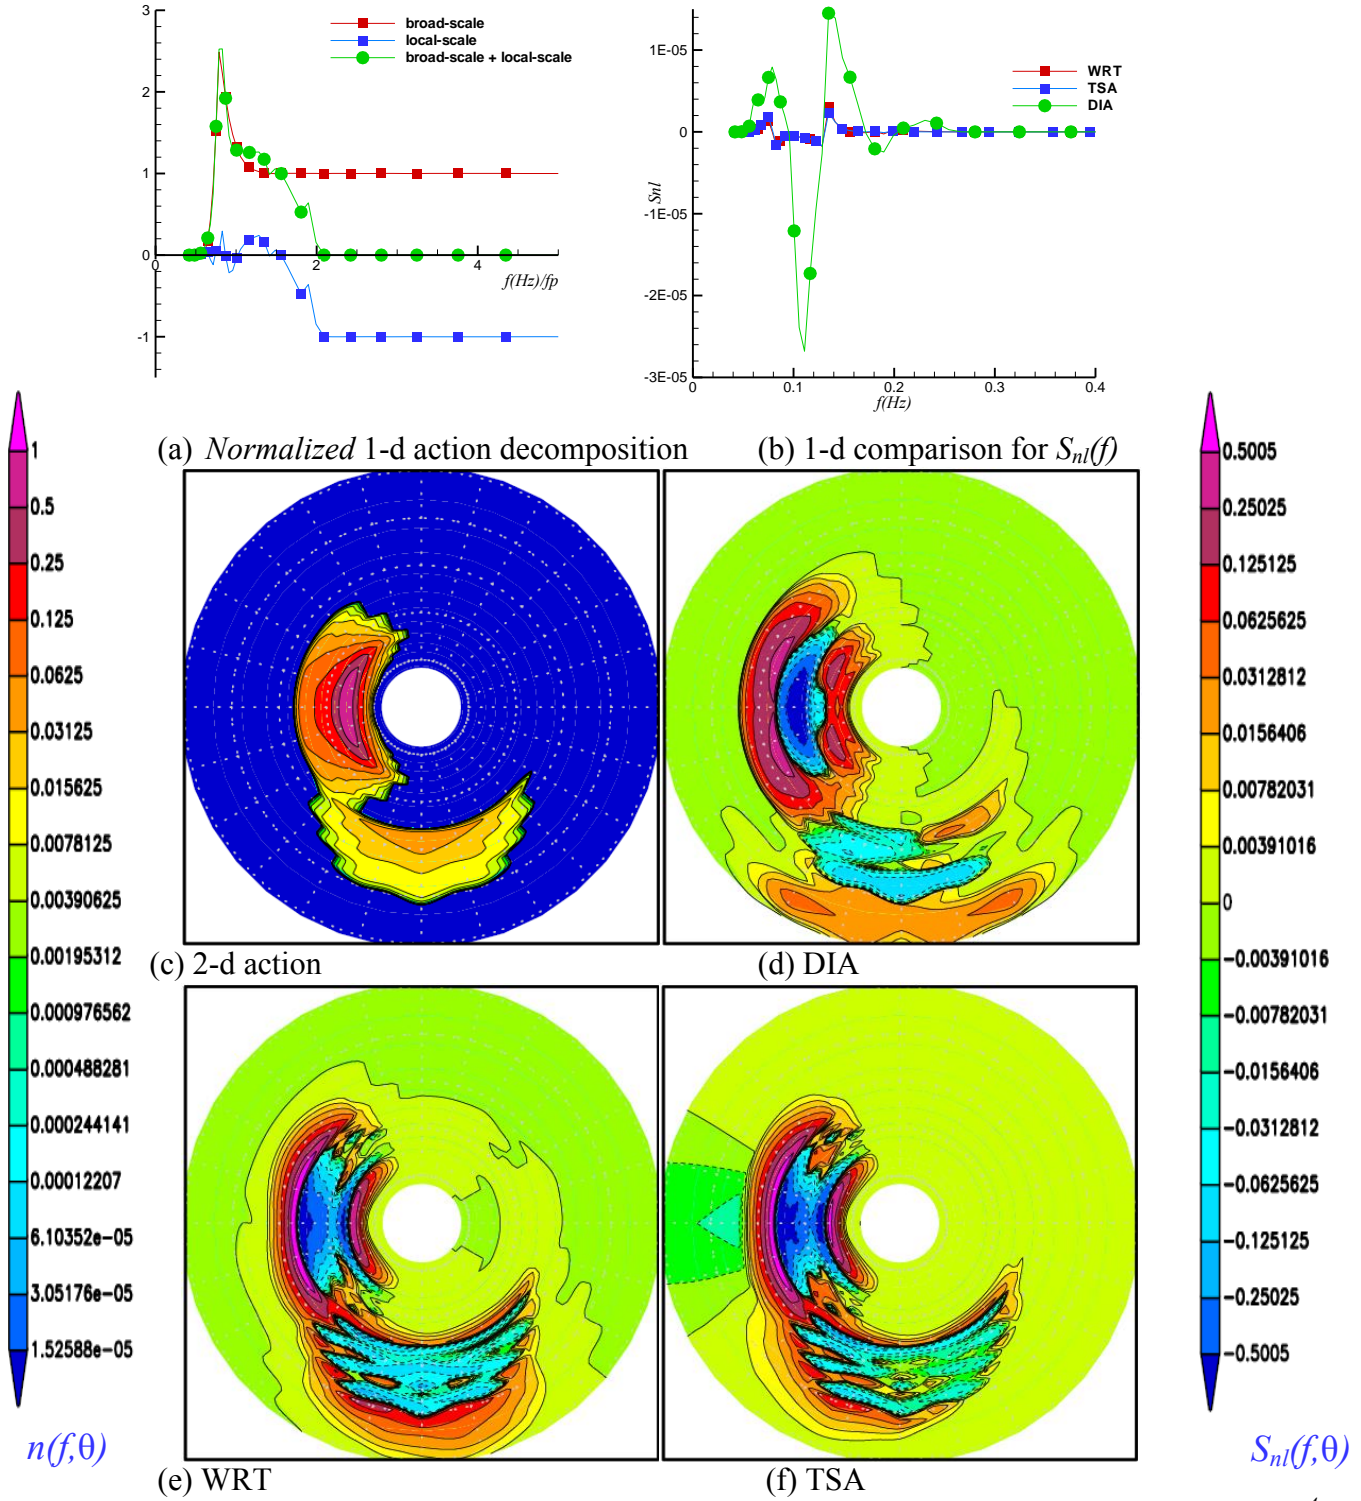 3
2
1
0
-1
0
2
4
f(Hz)/fp
broad-scale
local-scale
broad-scale + local-scale
1E-05
0
-1E-05
-2E-05
-3E-05
Snl
0
0.1
0.2
0.3
0.4
f(Hz)
WRT
TSA
DIA
(a) Normalized 1-d action decomposition
(b) 1-d comparison for Snl(f)
1
0.5
0.25
0.125
0.0625
0.03125
0.015625
0.0078125
0.00390625
0.00195312
0.000976562
0.000488281
0.000244141
0.00012207
6.10352e-05
3.05176e-05
1.52588e-05
n(f,θ)
0.5005
0.25025
0.125125
0.0625625
0.0312812
0.0156406
0.00782031
0.00391016
0
-0.00391016
-0.00782031
-0.0156406
-0.0312812
-0.0625625
-0.125125
-0.25025
-0.5005
Snl(f,θ)
(c) 2-d action
(d) DIA
(e) WRT
(f) TSA